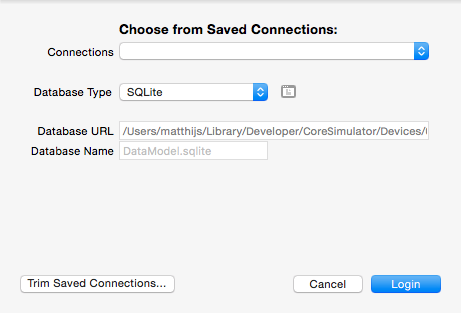 Choose from Saved Connections:
Connections
Database Type SQLite
Database URL /Users/matthijs/Library/Developer/CoreSimulator/Devices/
Database Name DataModel.sqlite
Trim Saved Connections... Cancel Login